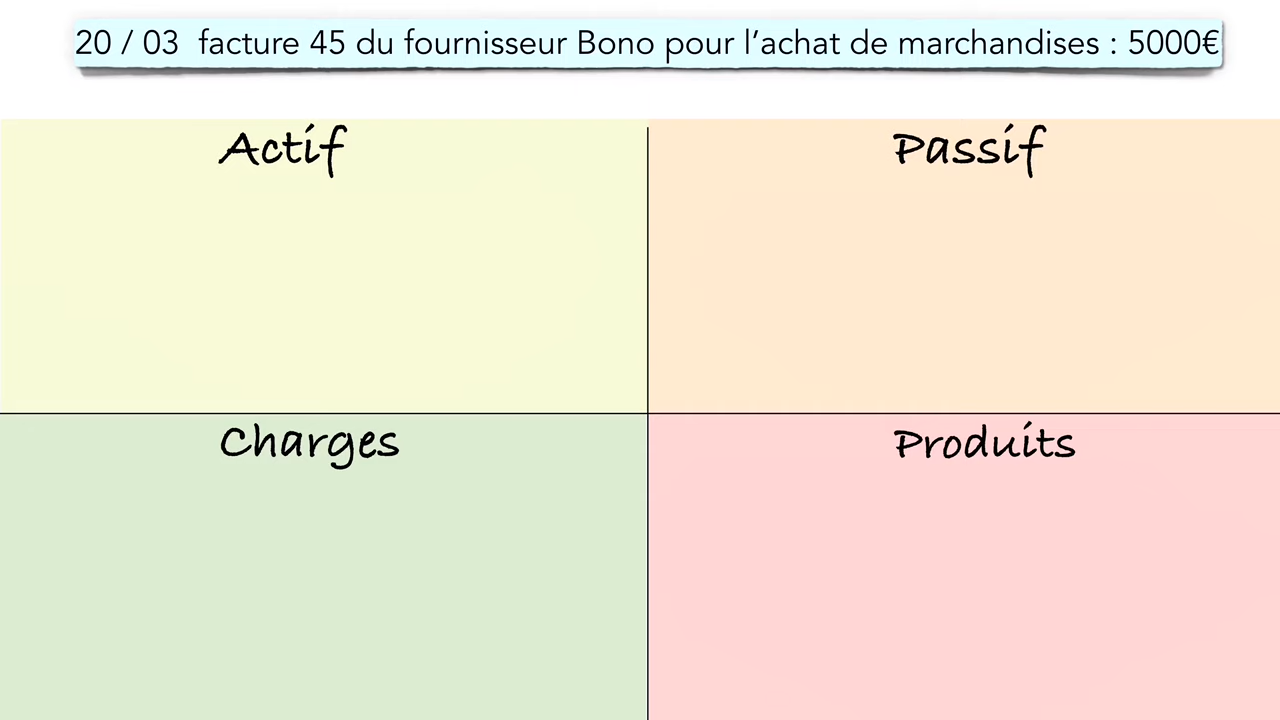 20 / 03 facture 45 du fournisseur Bono pour l’achat de marchandises : 5000€
Actif
Passif
Charges
Produits